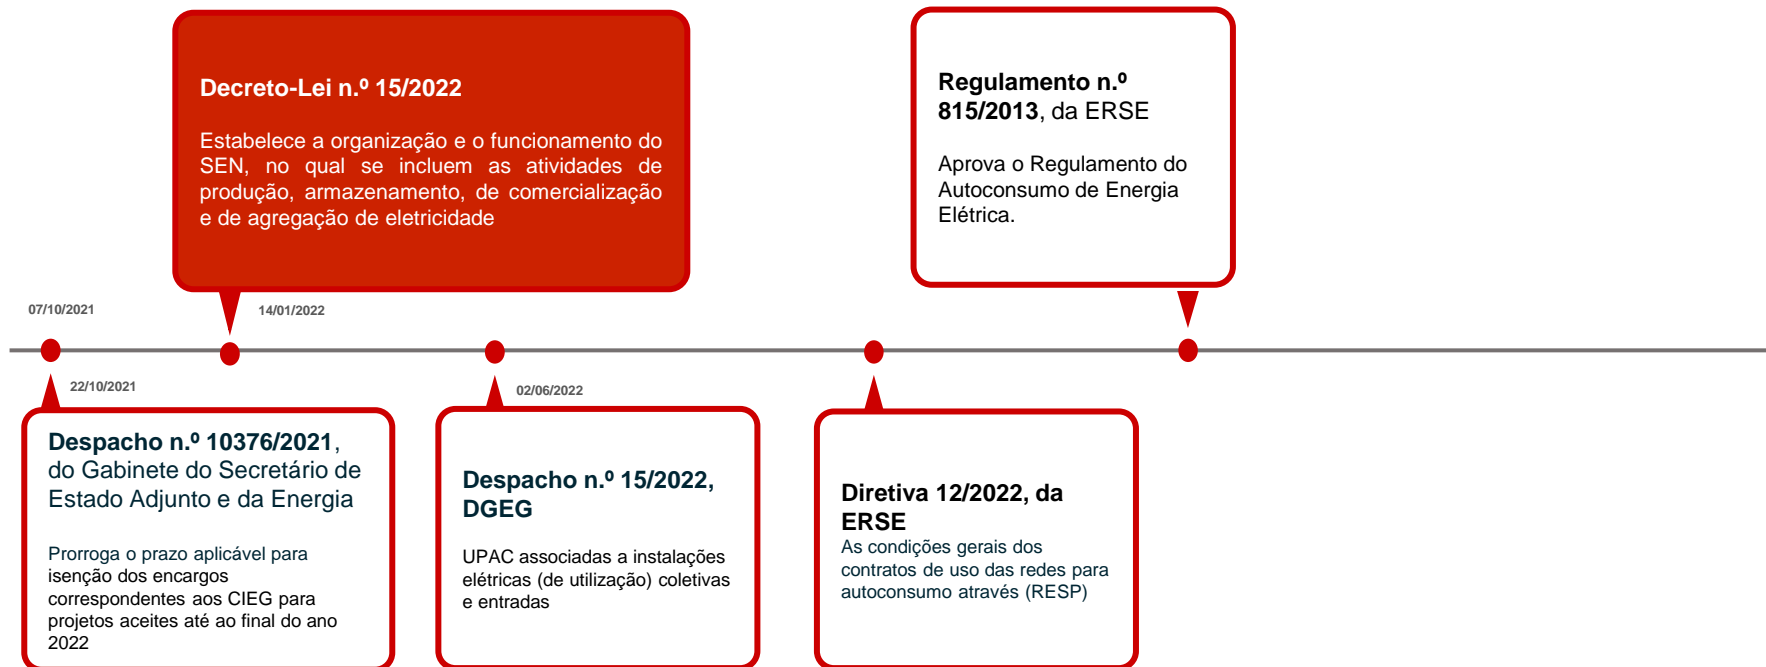 Decreto-Lei n.º 15/2022
Estabelece a organização e o funcionamento do
SEN, no qual se incluem as atividades de
produção, armazenamento, de comercialização
e de agregação de eletricidade
Regulamento n.º
815/2013, da ERSE
Aprova o Regulamento do
Autoconsumo de Energia
Elétrica.
07/10/2021
14/01/2022
22/10/2021
02/06/2022
Despacho n.º 10376/2021,
do Gabinete do Secretário de
Estado Adjunto e da Energia
Prorroga o prazo aplicável para
isenção dos encargos
correspondentes aos CIEG para
projetos aceites até ao final do ano
2022
Despacho n.º 15/2022,
DGEG
UPAC associadas a instalações
elétricas (de utilização) coletivas
e entradas
Diretiva 12/2022, da
ERSE
As condições gerais dos
contratos de uso das redes para
autoconsumo através (RESP)